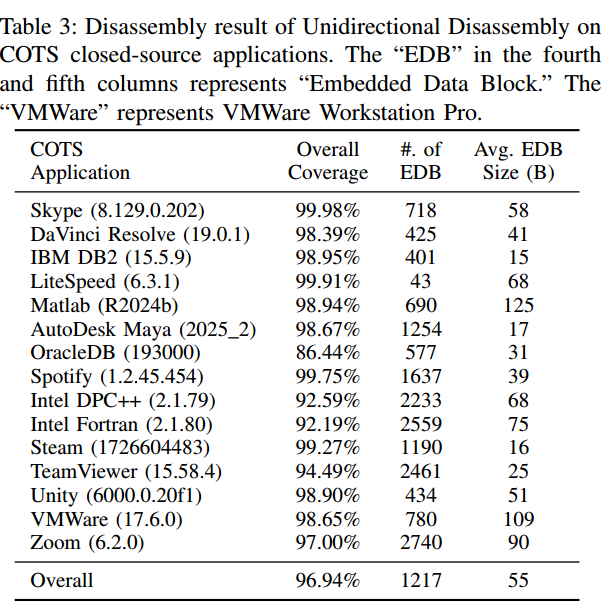 Table 3: Disassembly result of Unidirectional Disassembly on
COTS closed-source applications. The “EDB” in the fourth
and fifth columns represents “Embedded Data Block.” The
“VMWare” represents VMWare Workstation Pro.
COTS Overall #. of Avg. EDB
Application Coverage EDB Size (B)
Skype (8.129.0.202) 99.98% 718 58
DaVinci Resolve (19.0.1) 98.39% 425 41
IBM DB2 (15.5.9) 98.95% 401 15
LiteSpeed (6.3.1) 99.91% 43 68
Matlab (R2024b) 98.94% 690 125
AutoDesk Maya (2025_2) 98.67% 1254 17
OracleDB (193000) 86.44% 577 31
Spotify (1.2.45.454) 99.75% 1637 39
Intel DPC++ (2.1.79) 92.59% 2233 68
Intel Fortran (2.1.80) 92.19% 2559 75
Steam (1726604483) 99.27% 1190 16
TeamViewer (15.58.4) 94.49% 2461 25
Unity (6000.0.20f1) 98.90% 434 51
VMWare (17.6.0) 98.65% 780 109
Zoom (6.2.0) 97.00% 2740 90
Overall 96.94% 1217 55